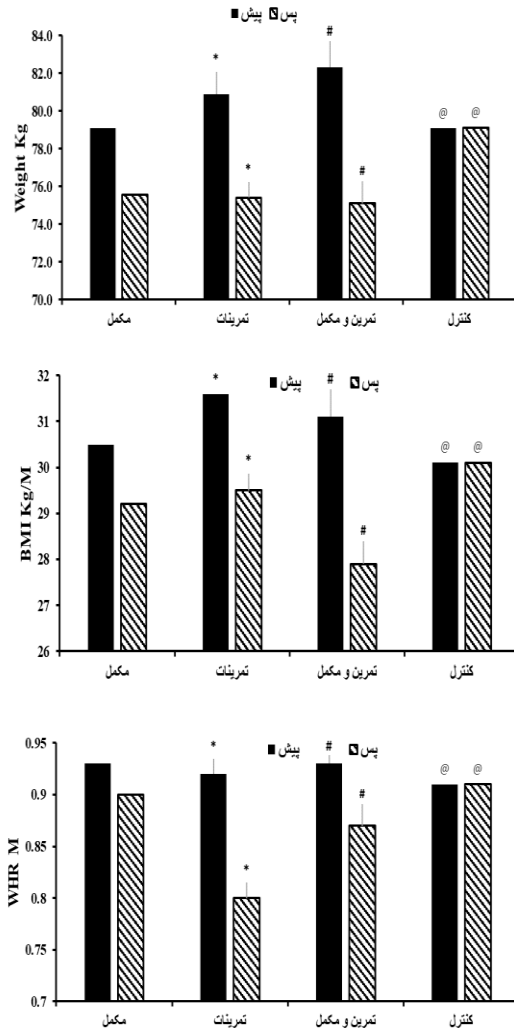 پیش پس
84.0
82.0
80.0
78.0
76.0
74.0
72.0
70.0
Weight Kg
* * # # @ @
مکمل تمرینات تمرین و مکمل کنترل
پیش پس
32
31
30
29
28
27
26
BMI Kg/M
* * # # @ @
مکمل تمرینات تمرین و مکمل کنترل
پیش پس
0.95
0.9
0.85
0.8
0.75
0.7
WHR M
* * # # @ @
مکمل تمرینات تمرین و مکمل کنترل